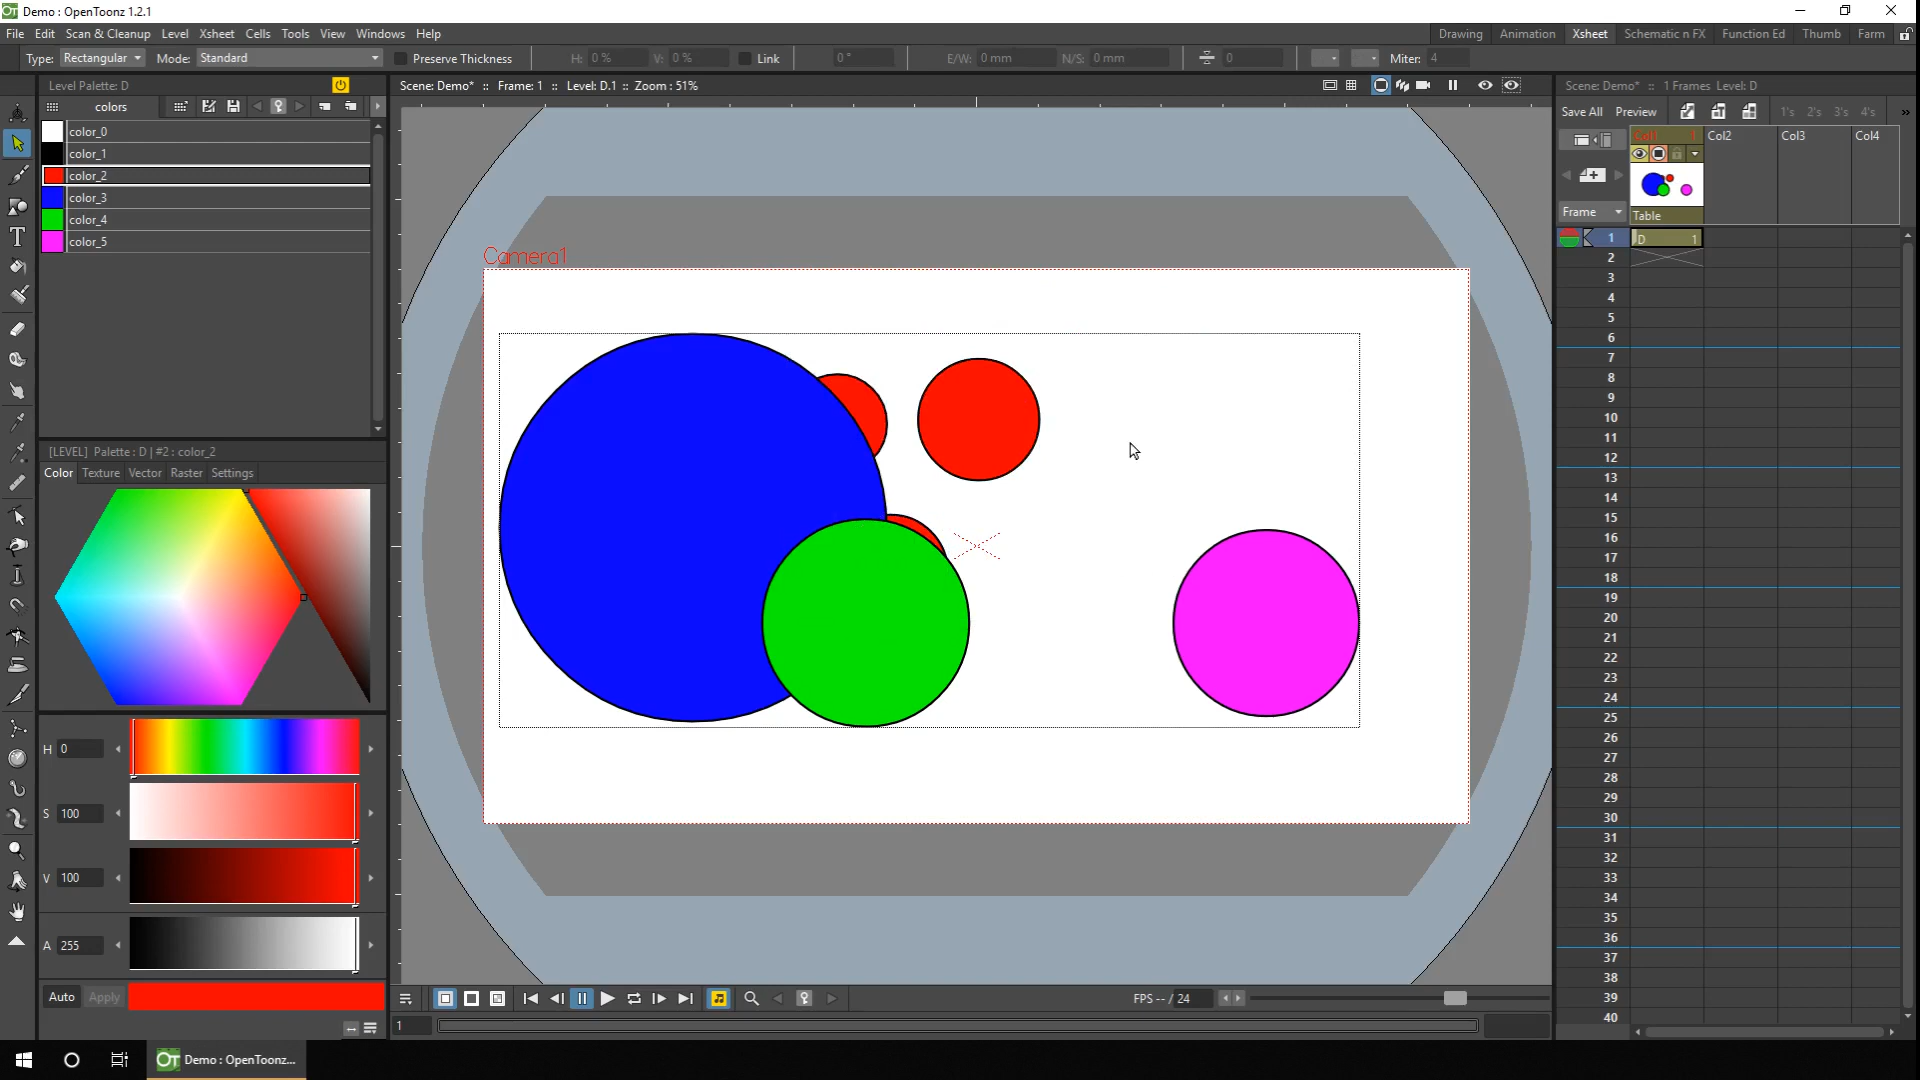 Demo : OpenToonz 1.2.1
File Edit Scan & Cleanup Level Xsheet Cells Tools View Windows Help
Drawing Animation Xsheet Schematic n FX Function Ed Thumb Farm
Type: Rectangular Mode: Standard Preserve Thickness H: 0 % V: 0 % Link 0 ° E/W: 0 mm N/S: 0 mm 0 Miter: 4
Level Palette: D
Scene: Demo* :: Frame: 1 :: Level: D.1 :: Zoom : 51%
Scene: Demo* :: 1 Frames Level: D
colors
Save All Preview 1's 2's 3's 4's »
color_0
color_1
color_2
color_3
color_4
color_5
Col1 1 Col2 Col3 Col4
Frame
Table
D 1
Camera1
[LEVEL] Palette : D | #2 : color_2
Color Texture Vector Raster Settings
H 0
S 100
V 100
A 255
Auto Apply
FPS -- / 24
1
1
2
3
4
5
6
7
8
9
10
11
12
13
14
15
16
17
18
19
20
21
22
23
24
25
26
27
28
29
30
31
32
33
34
35
36
37
38
39
40
Demo : OpenToonz...